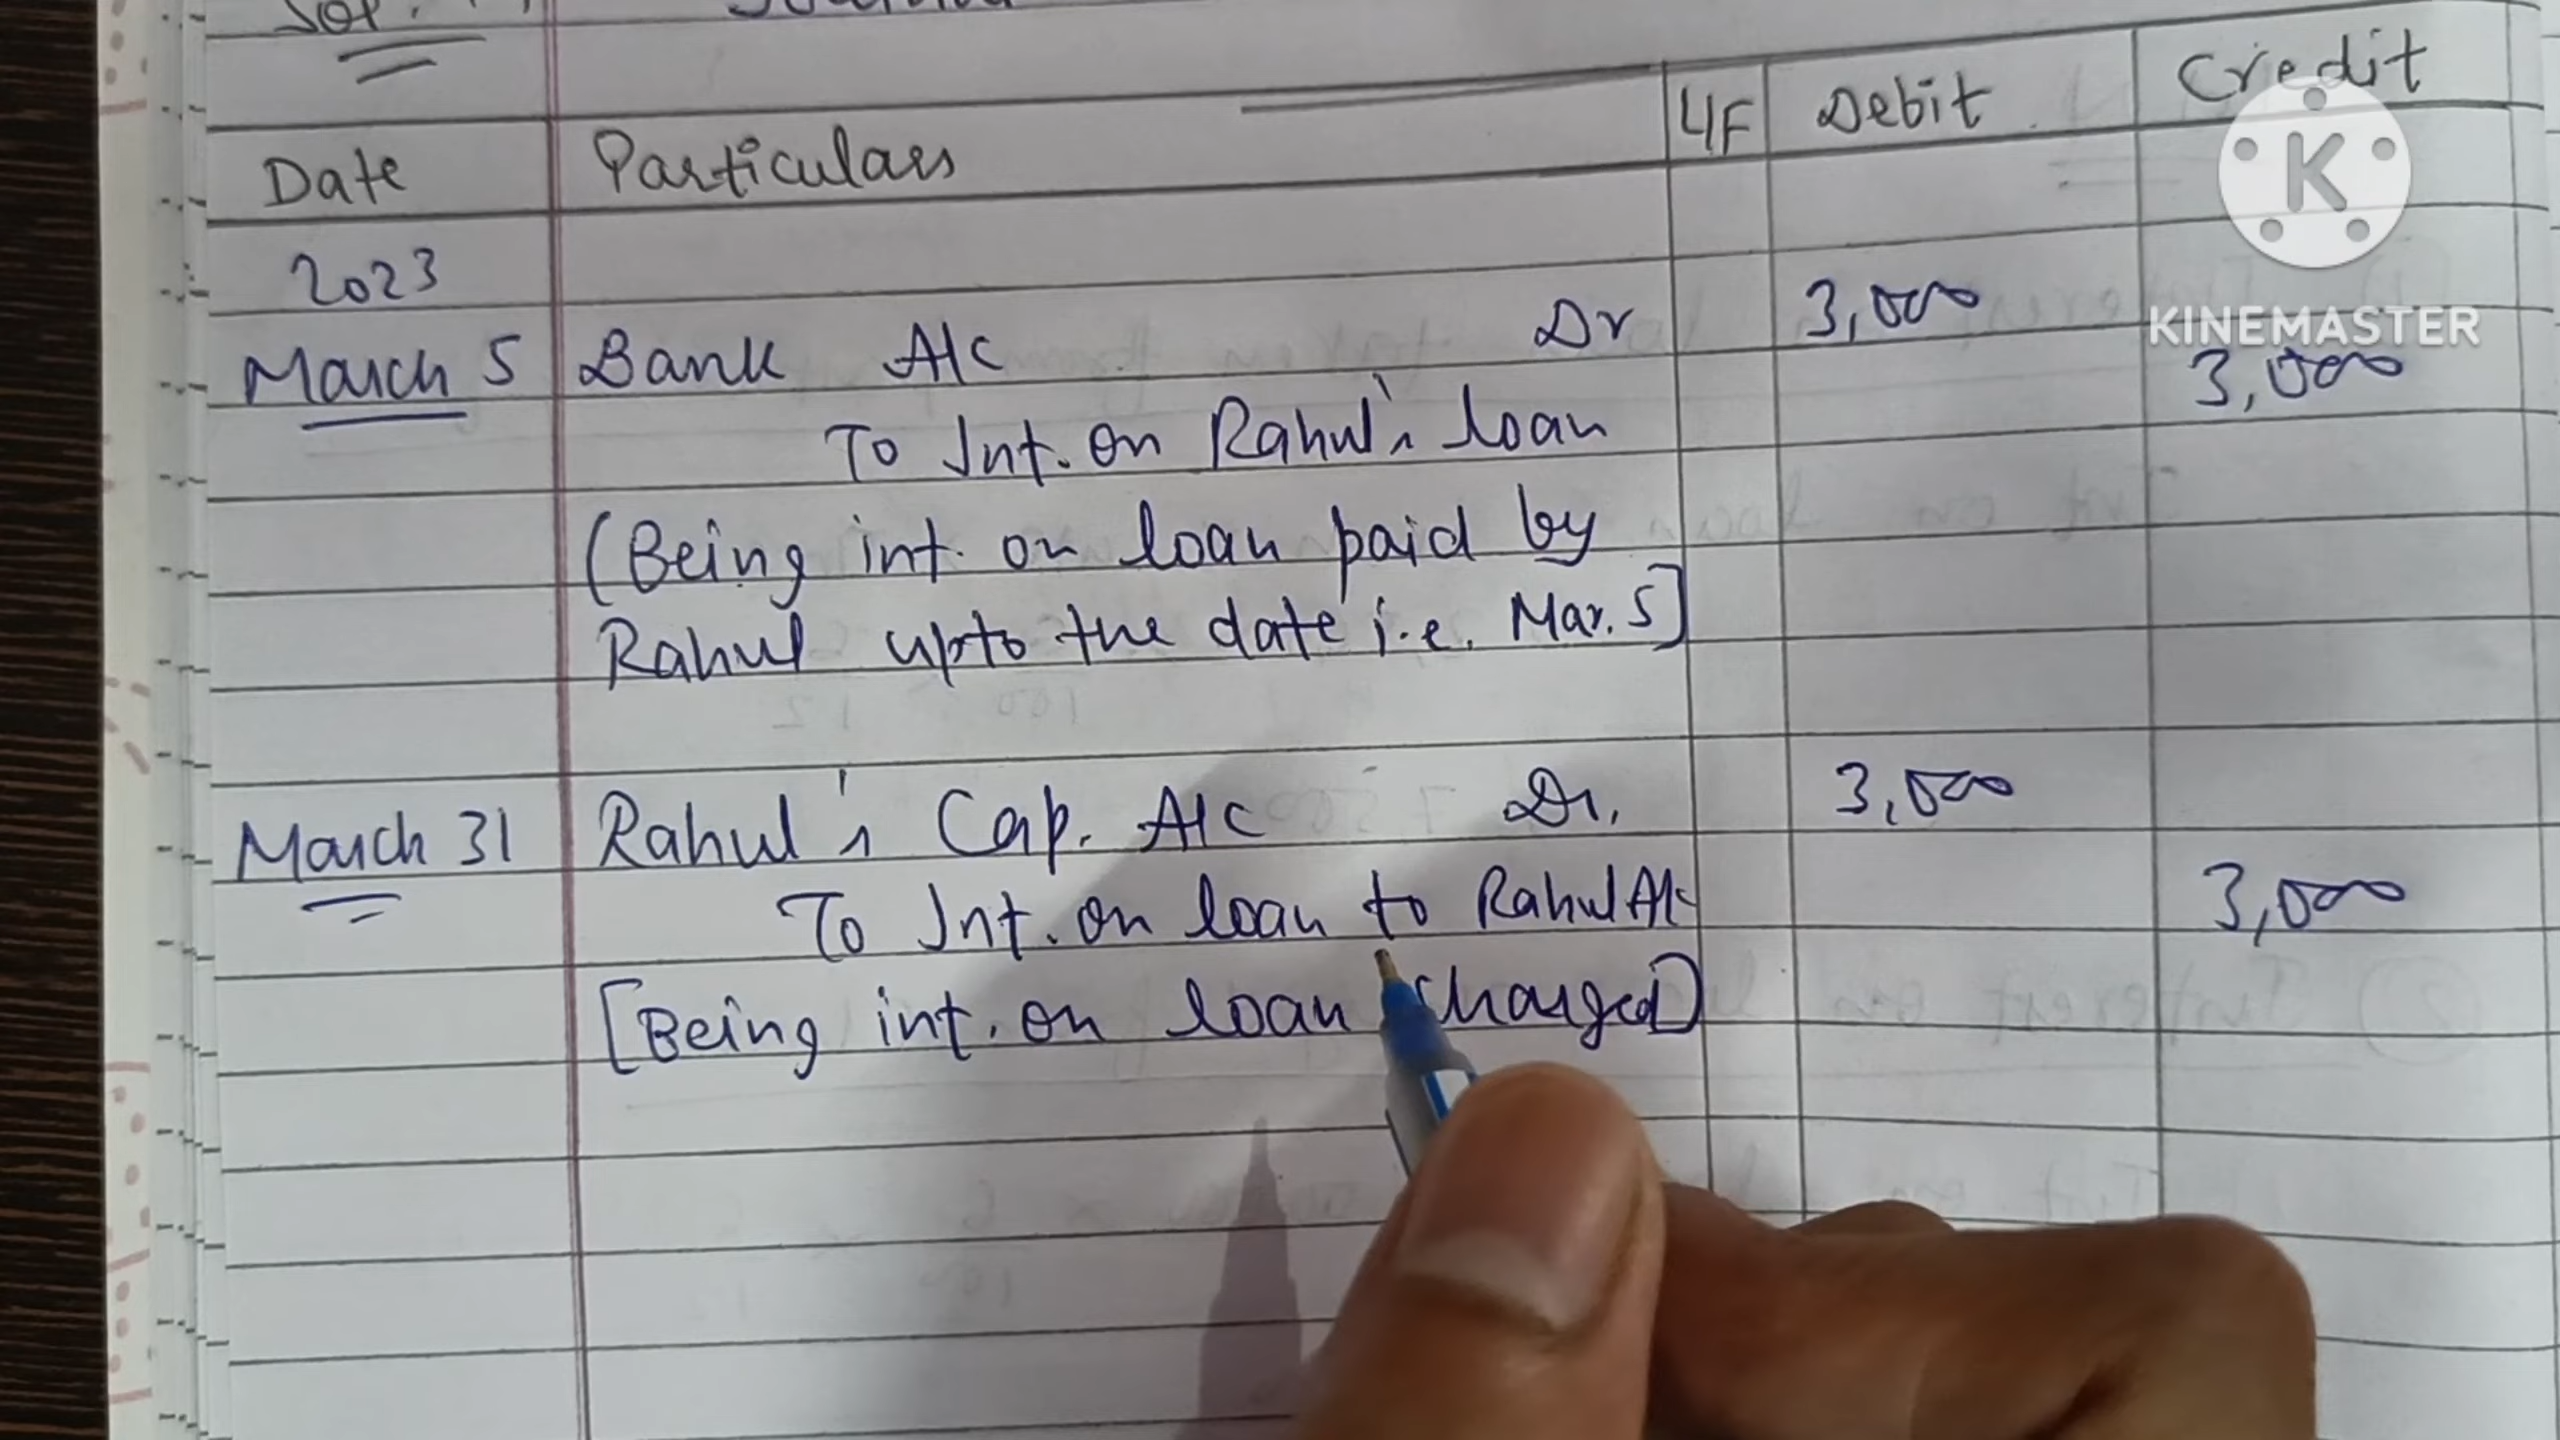 Date Particulars L/F Debit Credit
K
KINEMASTER
2023
March 5 Bank A/c Dr 3,000
To Int. on Rahul's loan 3,000
(Being int. on loan paid by
Rahul upto the date i.e. Mar. 5]
March 31 Rahul's Cap. A/c Dr. 3,000
To Int. on loan to Rahul A/c 3,000
[Being int. on loan charged]